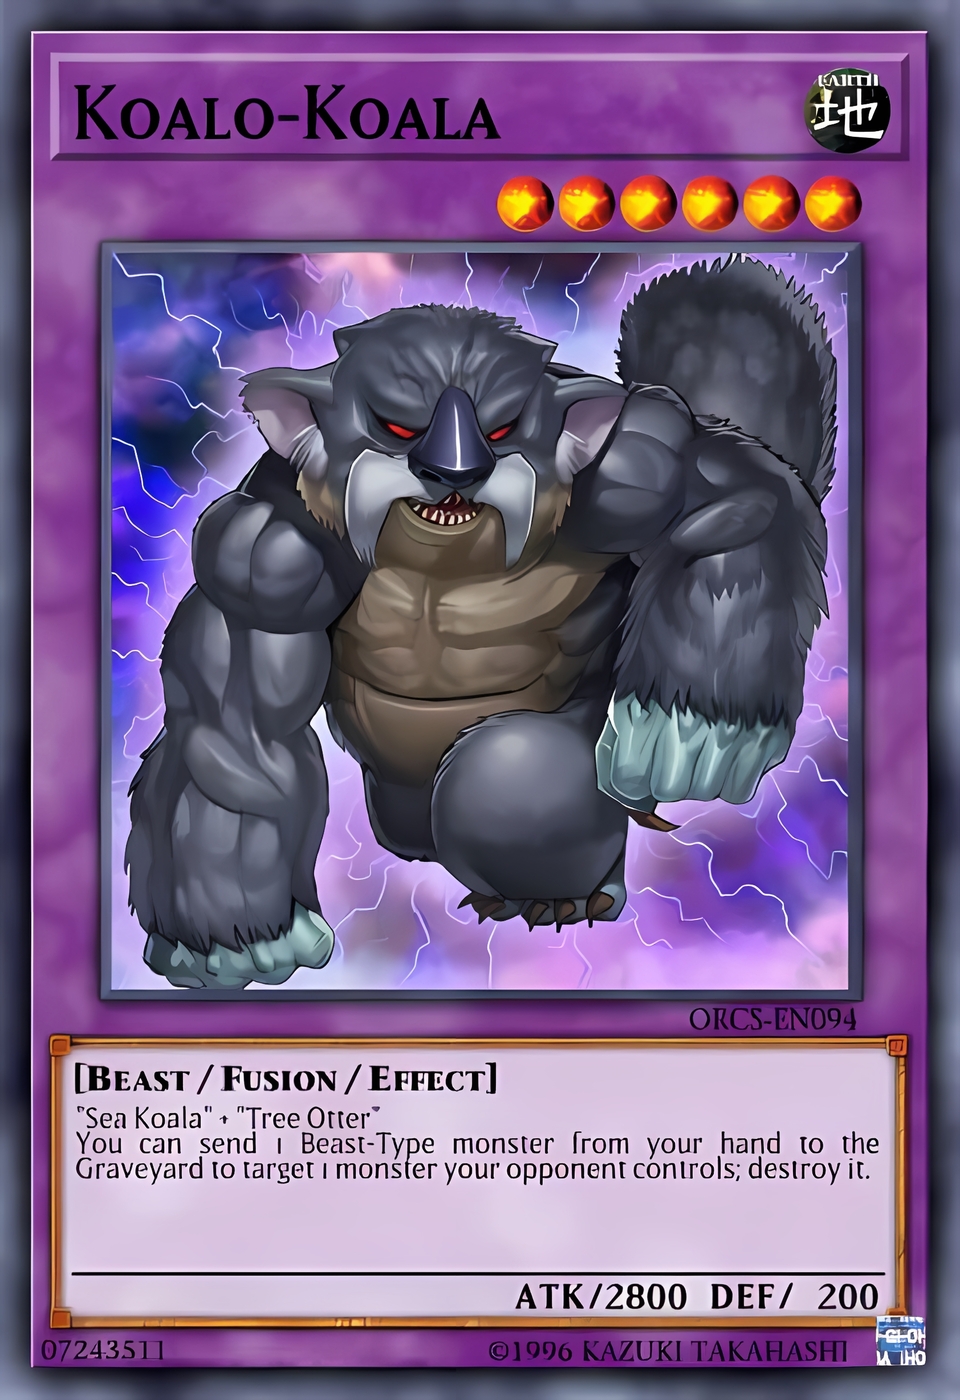 KOALO-KOALA
EARTH
地
ORCS-EN094
[BEAST / FUSION / EFFECT]
"Sea Koala" + "Tree Otter"
You can send 1 Beast-Type monster from your hand to the
Graveyard to target 1 monster your opponent controls; destroy it.
ATK/2800 DEF/ 200
07243511
©1996 KAZUKI TAKAHASHI